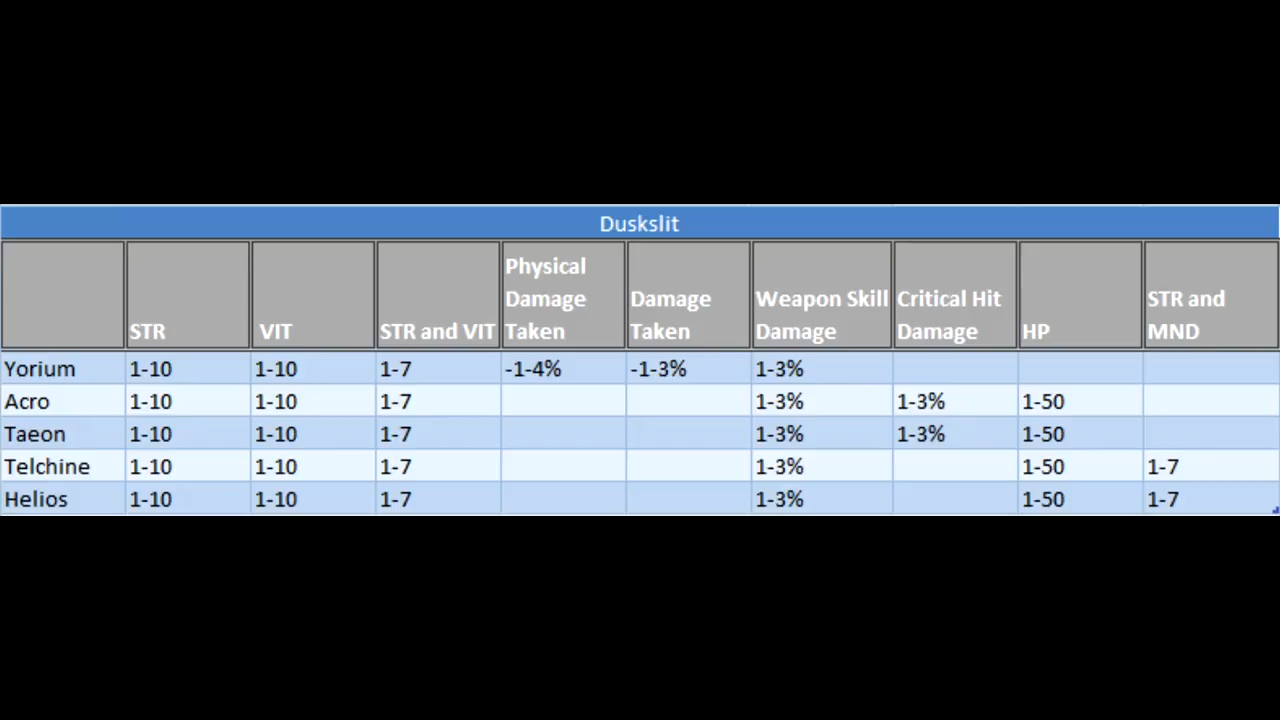 Duskslit
STR VIT STR and VIT Physical Damage Taken Damage Taken Weapon Skill Damage Critical Hit Damage HP STR and MND
Yorium 1-10 1-10 1-7 -1-4% -1-3% 1-3%
Acro 1-10 1-10 1-7 1-3% 1-3% 1-50
Taeon 1-10 1-10 1-7 1-3% 1-3% 1-50
Telchine 1-10 1-10 1-7 1-3% 1-50 1-7
Helios 1-10 1-10 1-7 1-3% 1-50 1-7